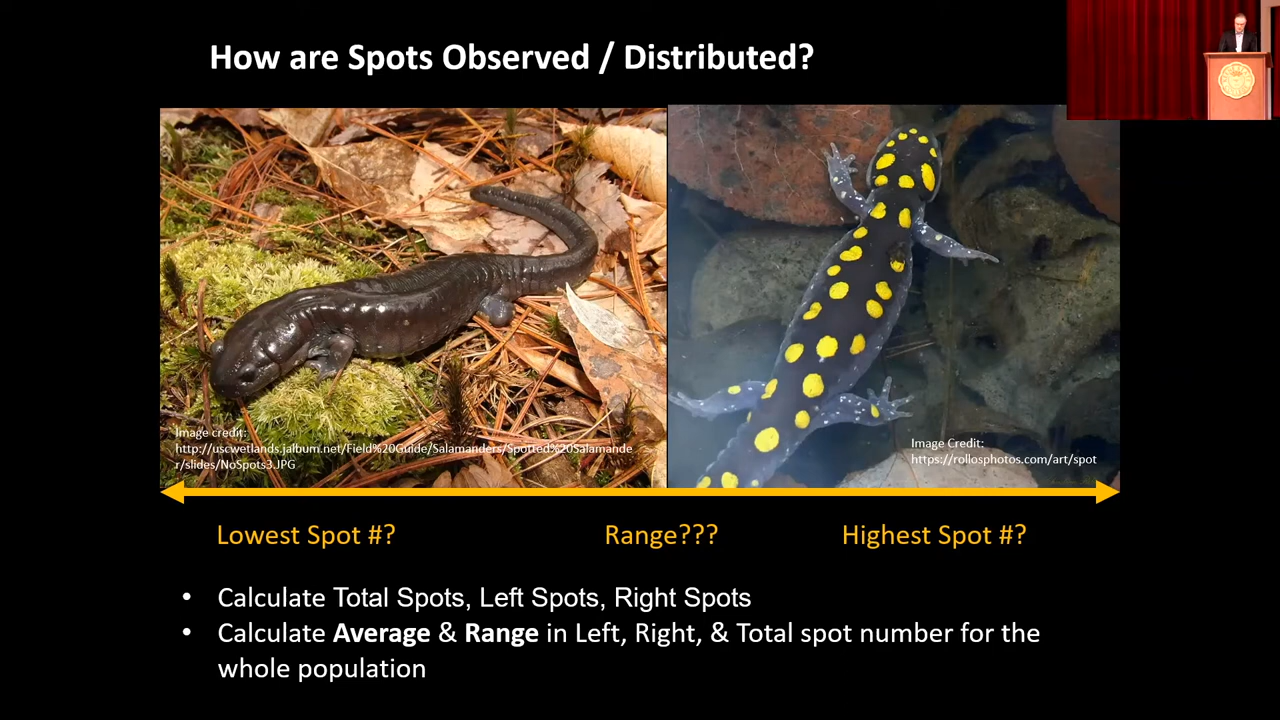 How are Spots Observed / Distributed?
Image credit:
http://uscwetlands.jalbum.net/Field%20Guide/Salamanders/Spotted%20Salamande
r/slides/NoSpots3.JPG
Image Credit:
https://rollosphotos.com/art/spot
Lowest Spot #?
Range???
Highest Spot #?
• Calculate Total Spots, Left Spots, Right Spots
• Calculate Average & Range in Left, Right, & Total spot number for the
whole population